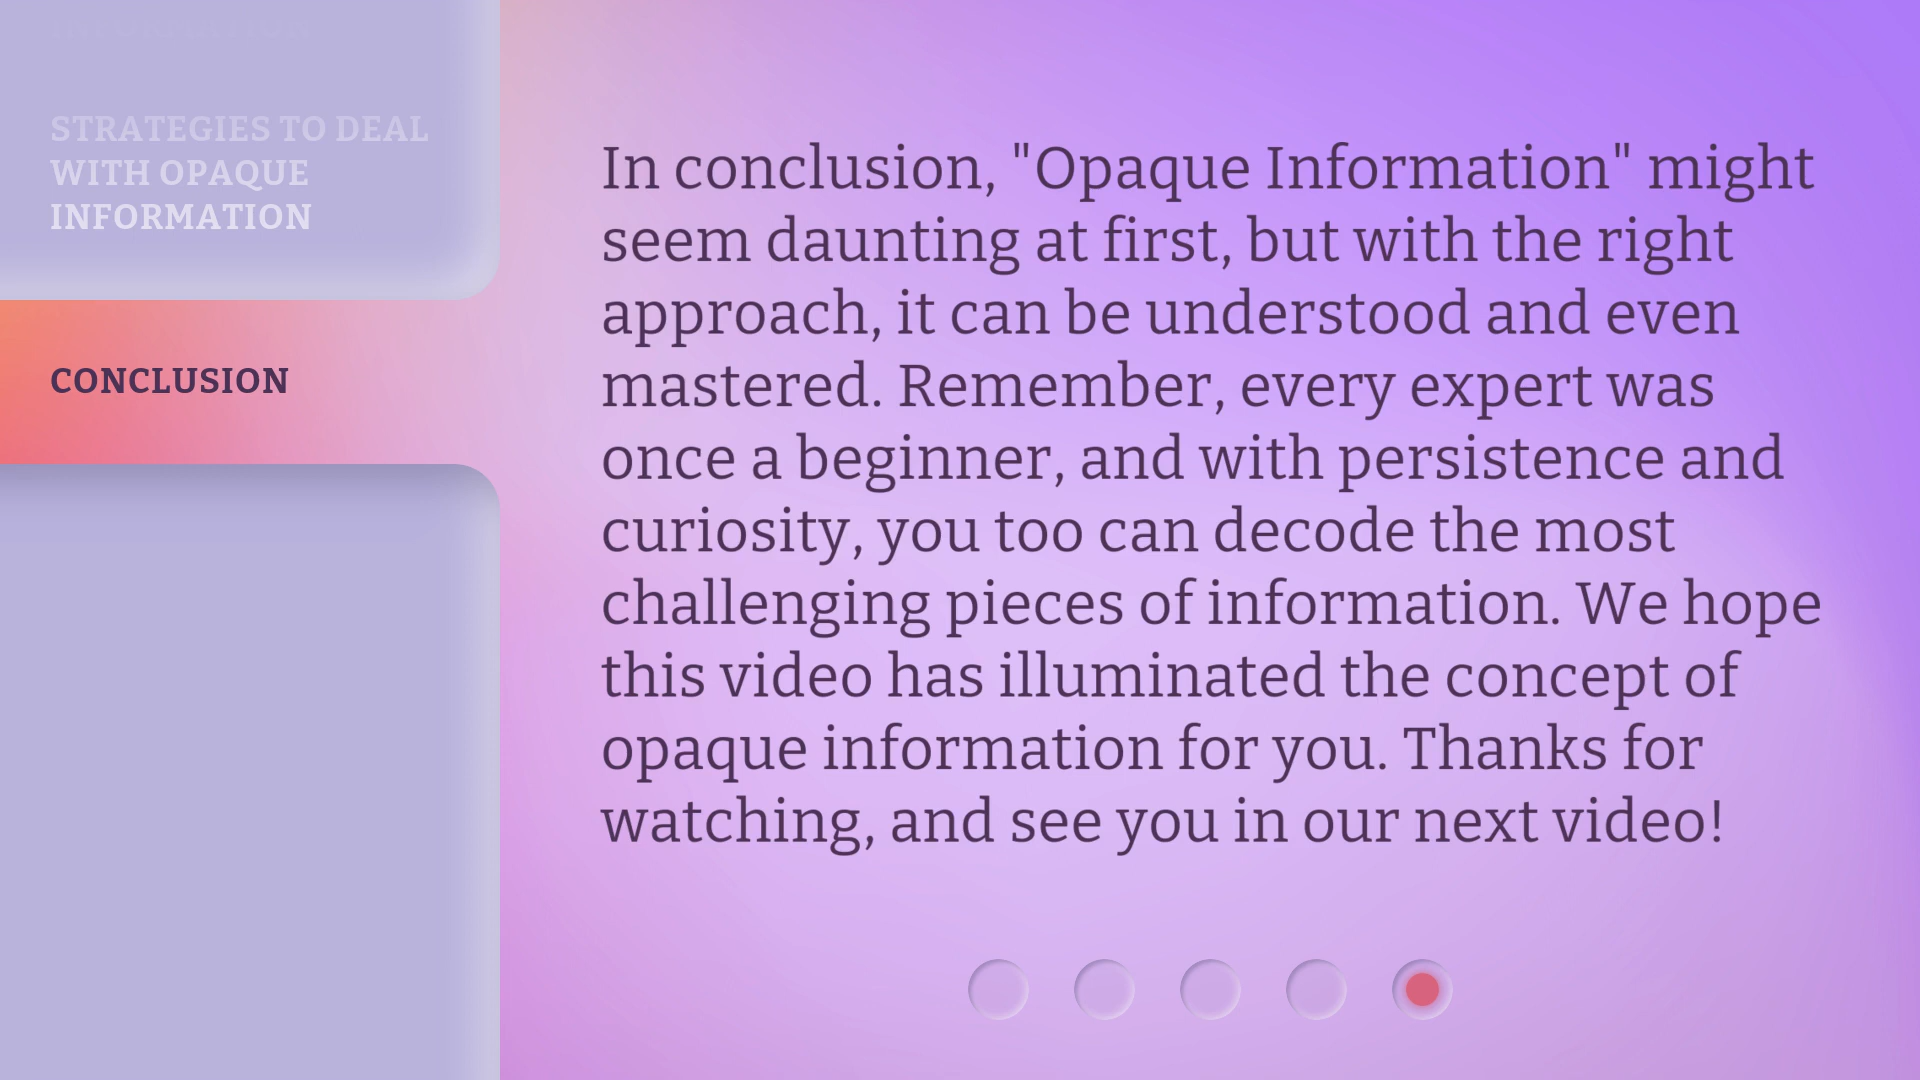 STRATEGIES TO DEAL
WITH OPAQUE
INFORMATION
CONCLUSION
In conclusion, "Opaque Information" might
seem daunting at first, but with the right
approach, it can be understood and even
mastered. Remember, every expert was
once a beginner, and with persistence and
curiosity, you too can decode the most
challenging pieces of information. We hope
this video has illuminated the concept of
opaque information for you. Thanks for
watching, and see you in our next video!